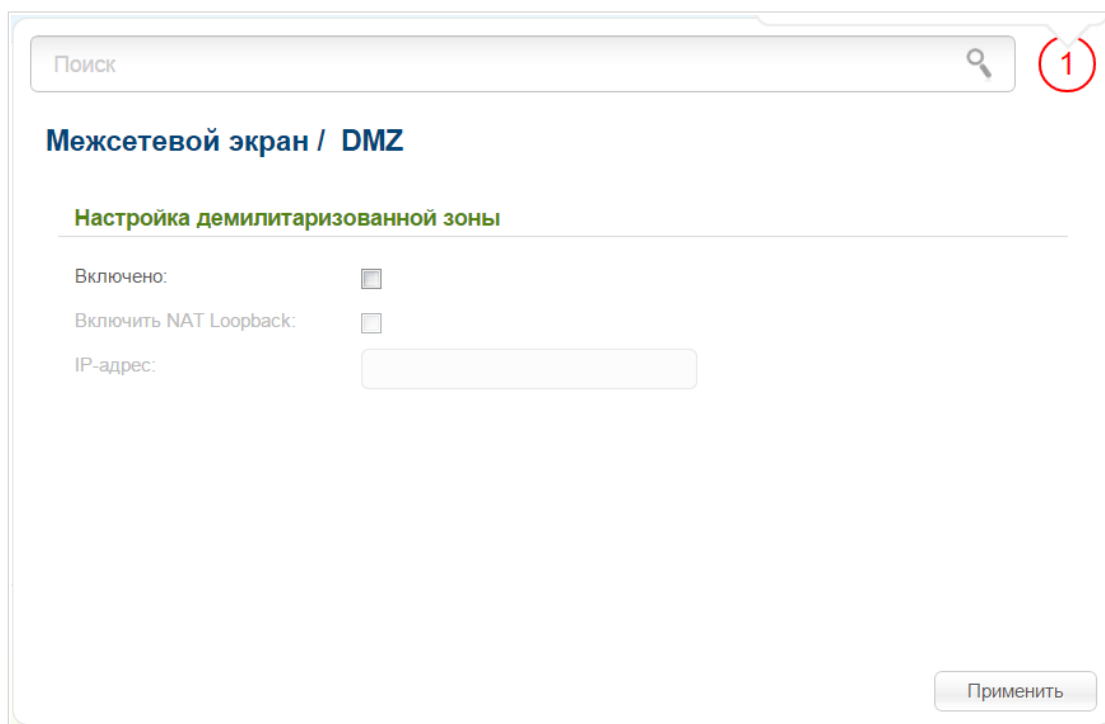 Поиск
1
Межсетевой экран / DMZ
Настройка демилитаризованной зоны
Включено:
Включить NAT Loopback:
IP-адрес:
Применить